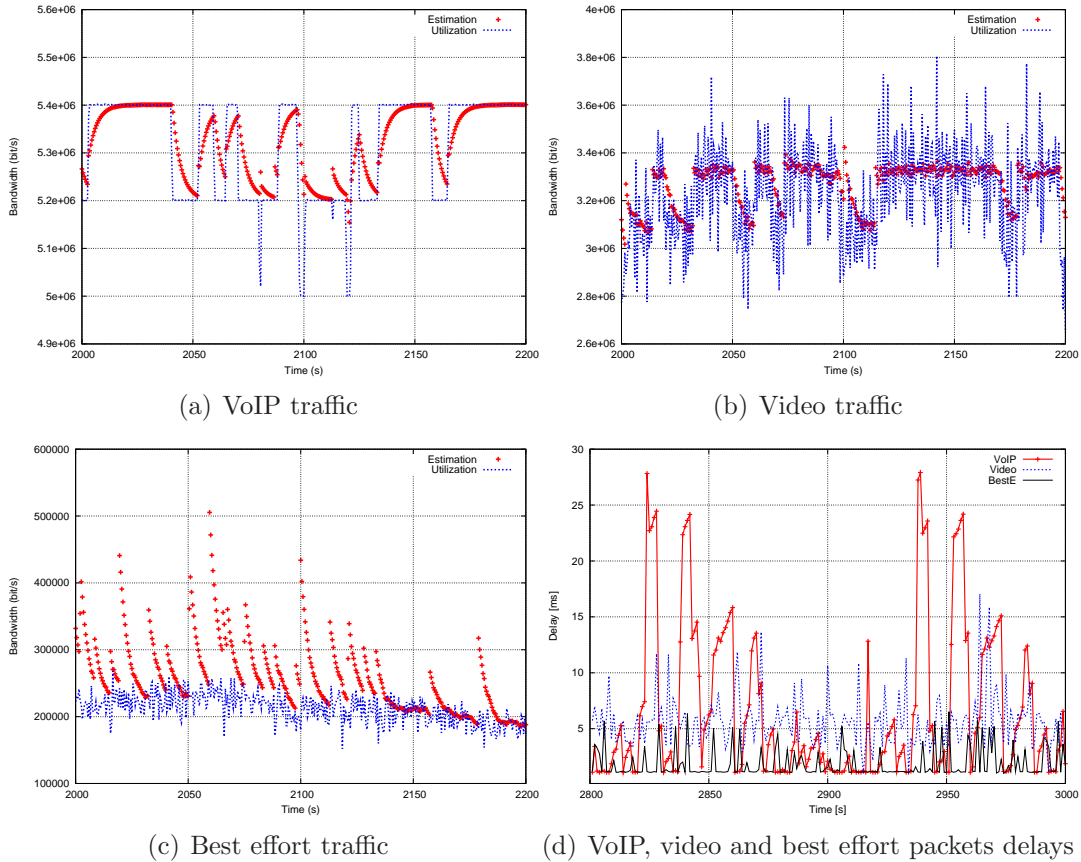 5.6e+06
5.5e+06
5.4e+06
5.3e+06
5.2e+06
5.1e+06
5e+06
4.9e+06
2000 2050 2100 2150 2200
Bandwidth (bit/s)
Time (s)
Estimation
Utilization
(a) VoIP traffic
4e+06
3.8e+06
3.6e+06
3.4e+06
3.2e+06
3e+06
2.8e+06
2.6e+06
2000 2050 2100 2150 2200
Bandwidth (bit/s)
Time (s)
Estimation
Utilization
(b) Video traffic
600000
500000
400000
300000
200000
100000
2000 2050 2100 2150 2200
Bandwidth (bit/s)
Time (s)
Estimation
Utilization
(c) Best effort traffic
30
25
20
15
10
5
2800 2850 2900 2950 3000
Delay [ms]
Time [s]
VoIP
Video
BestE
(d) VoIP, video and best effort packets delays